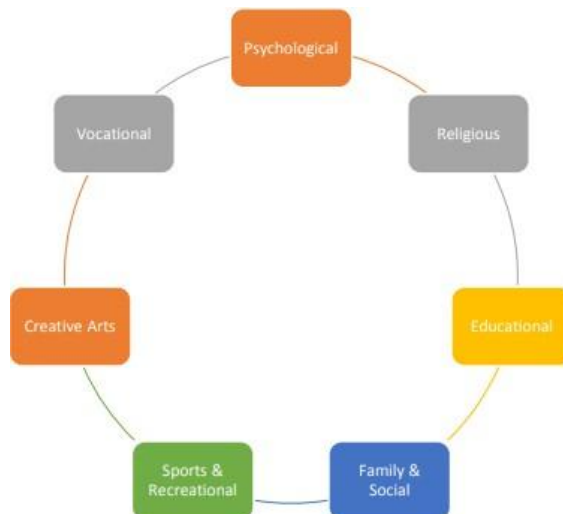 Psychological
Religious
Educational
Family &
Social
Sports &
Recreational
Creative Arts
Vocational